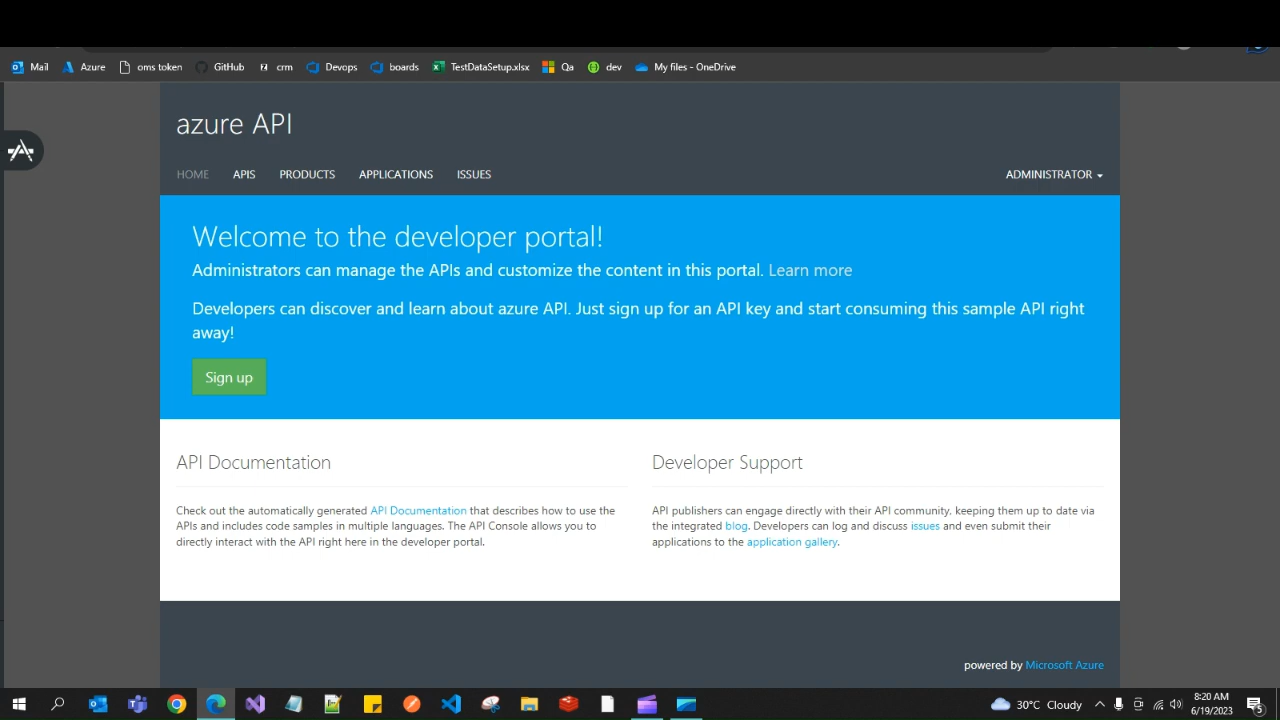 Mail Azure oms token GitHub crm Devops boards TestDataSetup.xlsx Qa dev My files - OneDrive
azure API
HOME APIS PRODUCTS APPLICATIONS ISSUES ADMINISTRATOR
Welcome to the developer portal!
Administrators can manage the APIs and customize the content in this portal. Learn more
Developers can discover and learn about azure API. Just sign up for an API key and start consuming this sample API right
away!
Sign up
API Documentation
Check out the automatically generated API Documentation that describes how to use the
APIs and includes code samples in multiple languages. The API Console allows you to
directly interact with the API right here in the developer portal.
Developer Support
API publishers can engage directly with their API community, keeping them up to date via
the integrated blog. Developers can log and discuss issues and even submit their
applications to the application gallery.
powered by Microsoft Azure
30°C Cloudy
8:20 AM
6/19/2023
5